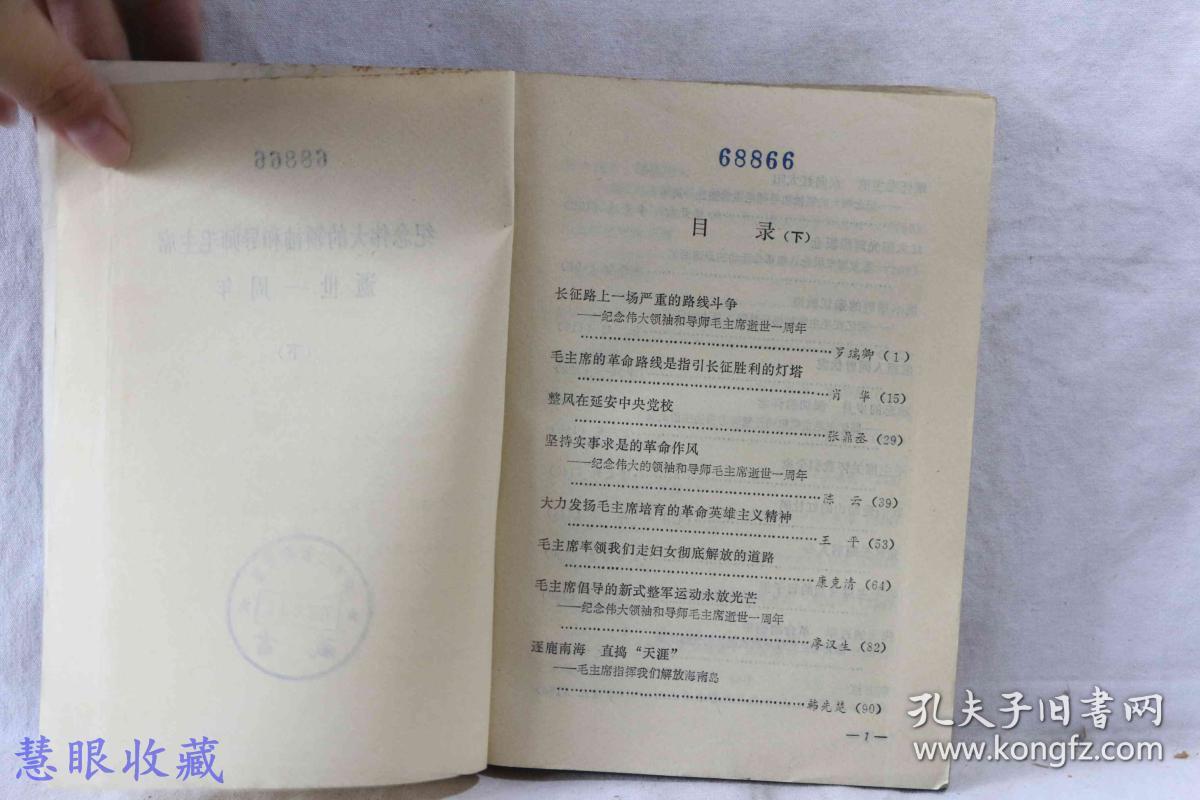 68866
纪念伟大的领袖和导师毛主席
逝世一周年
（下）
68866
目 录（下）
长征路上一场严重的路线斗争
——纪念伟大领袖和导师毛主席逝世一周年
罗瑞卿（1）
毛主席的革命路线是指引长征胜利的灯塔
肖 华（15）
整风在延安中央党校
张鼎丞（29）
坚持实事求是的革命作风
——纪念伟大的领袖和导师毛主席逝世一周年
陈 云（39）
大力发扬毛主席培育的革命英雄主义精神
王 平（53）
毛主席率领我们走妇女彻底解放的道路
康克清（64）
毛主席倡导的新式整军运动永放光芒
——纪念伟大领袖和导师毛主席逝世一周年
廖汉生（82）
逐鹿南海 直捣“天涯”
——毛主席指挥我们解放海南岛
韩先楚（90）
—1—
慧眼收藏
孔夫子旧书网
www.kongfz.com